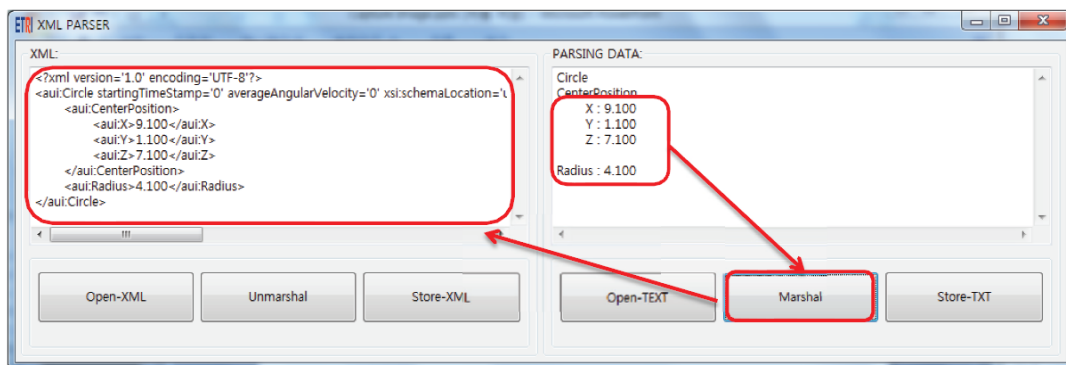 ETRI XML PARSER
XML:
<?xml version='1.0' encoding='UTF-8'?>
<aui:Circle startingTimeStamp='0' averageAngularVelocity='0' xsi:schemaLocation='u
<aui:CenterPosition>
<aui:X>9.100</aui:X>
<aui:Y>1.100</aui:Y>
<aui:Z>7.100</aui:Z>
</aui:CenterPosition>
<aui:Radius>4.100</aui:Radius>
</aui:Circle>
Open-XML
Unmarshal
Store-XML
PARSING DATA:
Circle
CenterPosition
X : 9.100
Y : 1.100
Z : 7.100
Radius : 4.100
Open-TEXT
Marshal
Store-TXT